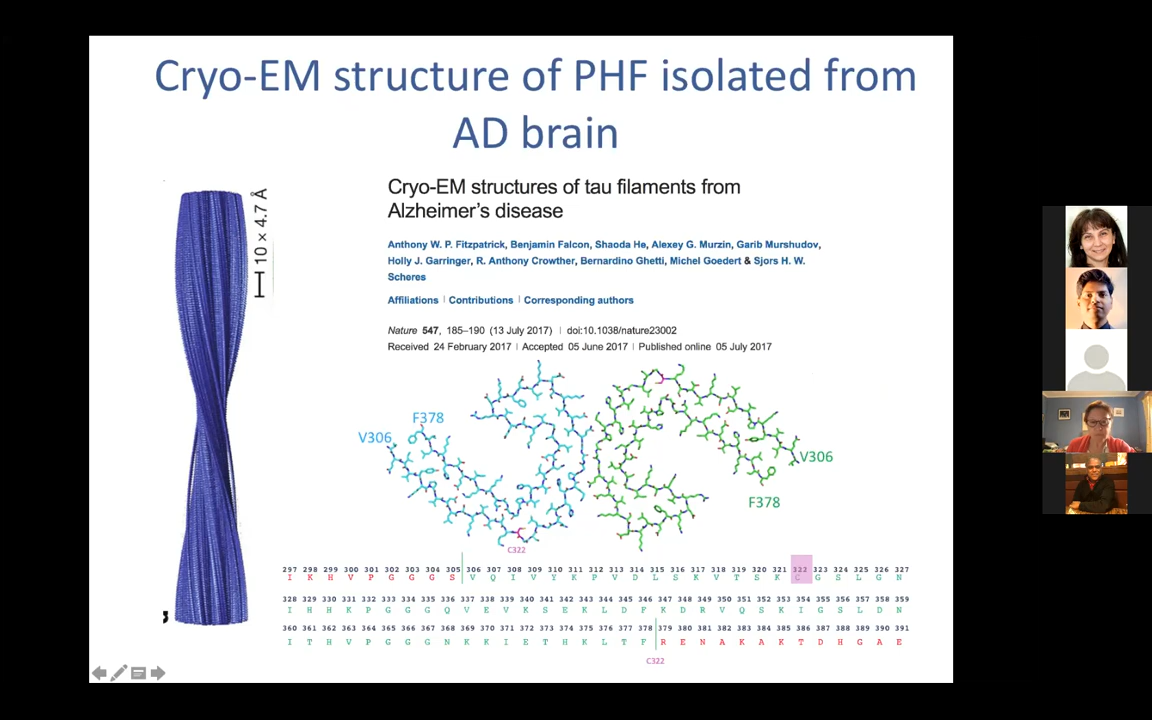 Cryo-EM structure of PHF isolated from
AD brain
10 × 4.7 Å
Cryo-EM structures of tau filaments from
Alzheimer's disease
Anthony W. P. Fitzpatrick, Benjamin Falcon, Shaoda He, Alexey G. Murzin, Garib Murshudov,
Holly J. Garringer, R. Anthony Crowther, Bernardino Ghetti, Michel Goedert & Sjors H. W.
Scheres
Affiliations | Contributions | Corresponding authors
Nature 547, 185–190 (13 July 2017) | doi:10.1038/nature23002
Received 24 February 2017 | Accepted 05 June 2017 | Published online 05 July 2017
F378
V306
V306
F378
C322
297 298 299 300 301 302 303 304 305 306 307 308 309 310 311 312 313 314 315 316 317 318 319 320 321 322 323 324 325 326 327
I K H V P G G G S V Q I V Y K P V D L S K V T S K C G S L G N
328 329 330 331 332 333 334 335 336 337 338 339 340 341 342 343 344 345 346 347 348 349 350 351 352 353 354 355 356 357 358 359
I H H K P G G G Q V E V K S E K L D F K D R V Q S K I G S L D N
360 361 362 363 364 365 366 367 368 369 370 371 372 373 374 375 376 377 378 379 380 381 382 383 384 385 386 387 388 389 390 391
I T H V P G G G N K K I E T H K L T F R E N A K A K T D H G A E
C322